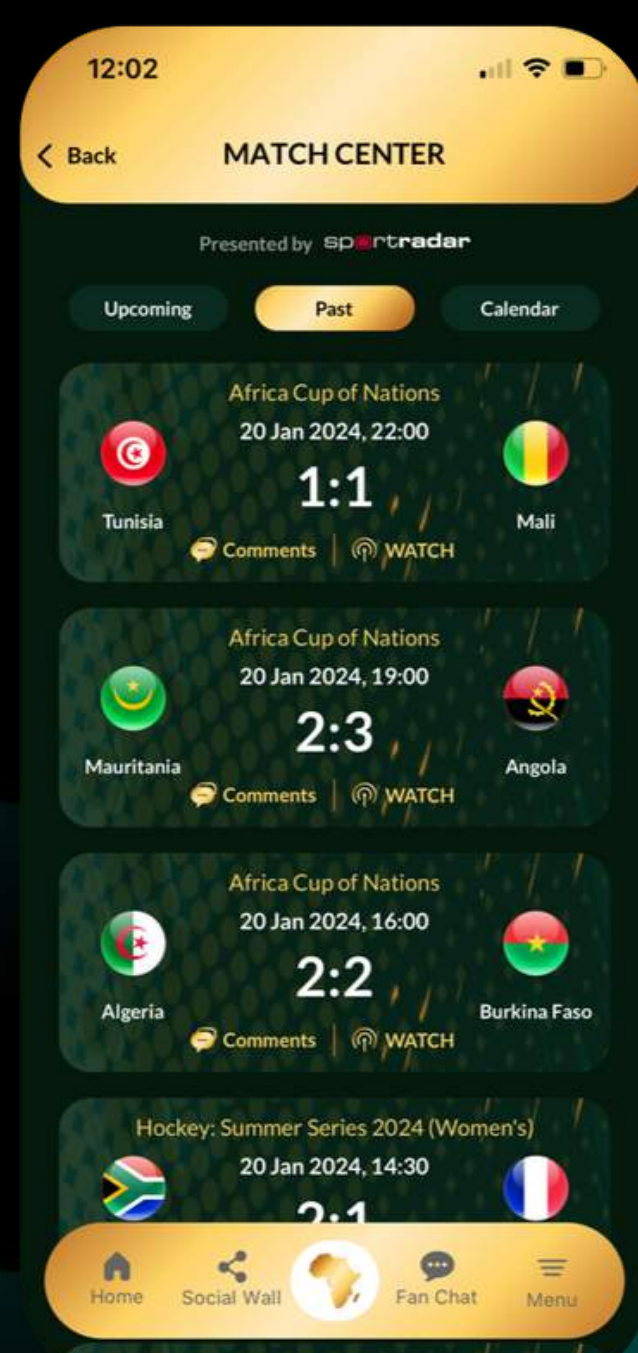 12:02
Back
MATCH CENTER
Presented by sportradar
Upcoming
Past
Calendar
Africa Cup of Nations
20 Jan 2024, 22:00
1:1
Tunisia
Mali
Comments
WATCH
Africa Cup of Nations
20 Jan 2024, 19:00
2:3
Mauritania
Angola
Comments
WATCH
Africa Cup of Nations
20 Jan 2024, 16:00
2:2
Algeria
Burkina Faso
Comments
WATCH
Hockey: Summer Series 2024 (Women's)
20 Jan 2024, 14:30
2:1
Home
Social Wall
Fan Chat
Menu